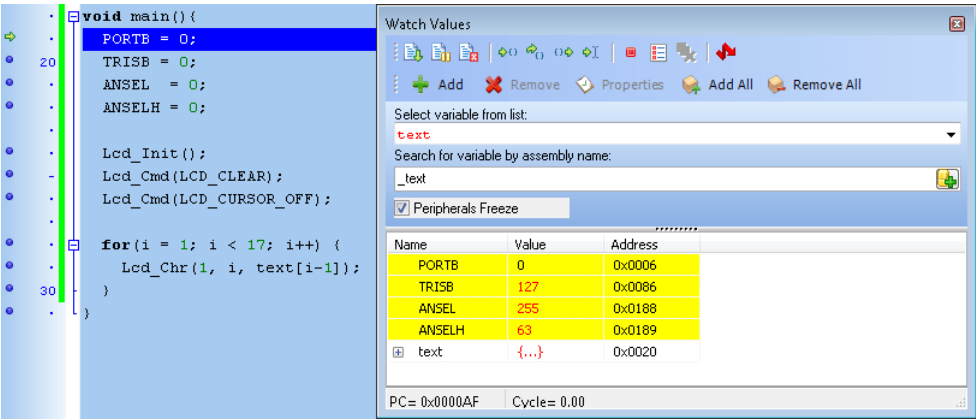 void main(){
PORTB = 0;
20 TRISB = 0;
ANSEL = 0;
ANSELH = 0;
Lcd_Init();
Lcd_Cmd(LCD_CLEAR);
Lcd_Cmd(LCD_CURSOR_OFF);
for(i = 1; i < 17; i++) {
Lcd_Chr(1, i, text[i-1]);
30 }
}
Watch Values
Add Remove Properties Add All Remove All
Select variable from list:
text
Search for variable by assembly name:
_text
Peripherals Freeze
Name Value Address
PORTB 0 0x0006
TRISB 127 0x0086
ANSEL 255 0x0188
ANSELH 63 0x0189
text {...} 0x0020
PC= 0x0000AF Cycle= 0.00